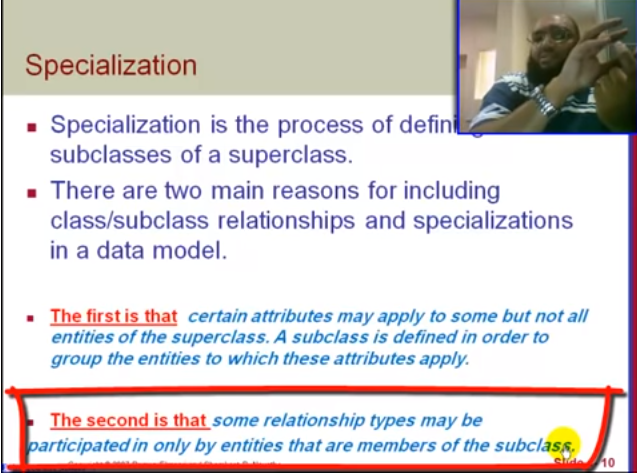 Specialization
Specialization is the process of defini
subclasses of a superclass.
There are two main reasons for including
class/subclass relationships and specializations
in a data model.
The first is that certain attributes may apply to some but not all
entities of the superclass. A subclass is defined in order to
group the entities to which these attributes apply.
The second is that some relationship types may be
participated in only by entities that are members of the subclass.
Slide 10